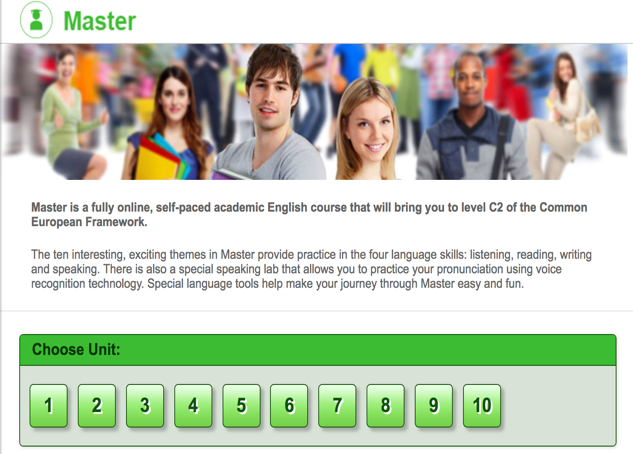 Master
Master is a fully online, self-paced academic English course that will bring you to level C2 of the Common
European Framework.
The ten interesting, exciting themes in Master provide practice in the four language skills: listening, reading, writing
and speaking. There is also a special speaking lab that allows you to practice your pronunciation using voice
recognition technology. Special language tools help make your journey through Master easy and fun.
Choose Unit:
1 2 3 4 5 6 7 8 9 10